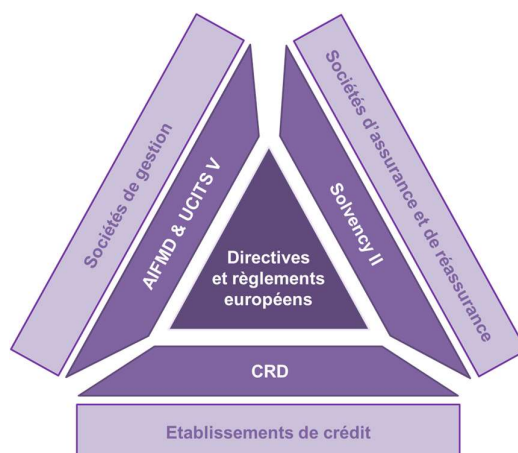 Sociétés de gestion
AIFMD & UCITS V
Directives
et règlements
européens
Solvency II
Sociétés d'assurance et de réassurance
CRD
Etablissements de crédit